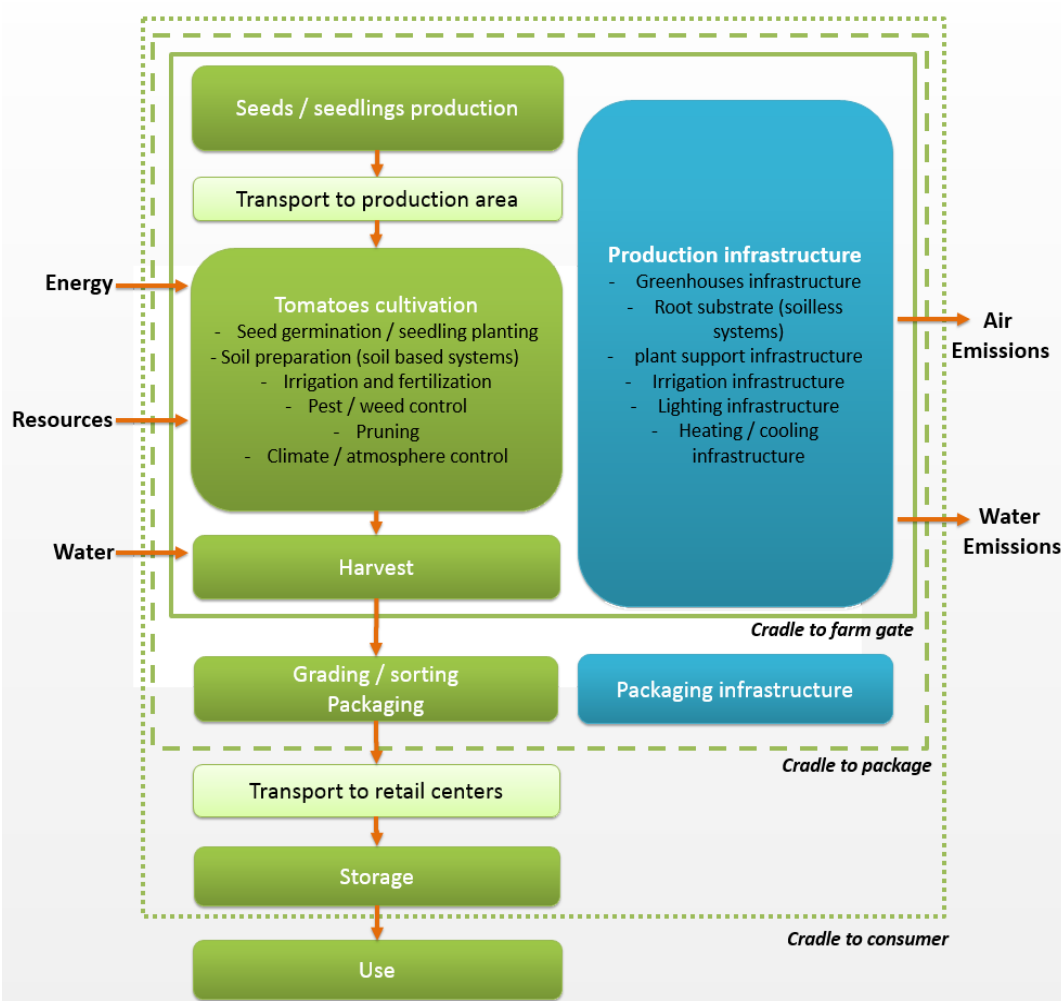 Seeds / seedlings production
Transport to production area
Energy
Resources
Water
Tomatoes cultivation
- Seed germination / seedling planting
- Soil preparation (soil based systems)
- Irrigation and fertilization
- Pest / weed control
- Pruning
- Climate / atmosphere control
Harvest
Production infrastructure
- Greenhouses infrastructure
- Root substrate (soilless
systems)
- plant support infrastructure
- Irrigation infrastructure
- Lighting infrastructure
- Heating / cooling
infrastructure
Air
Emissions
Water
Emissions
Cradle to farm gate
Grading / sorting
Packaging
Packaging infrastructure
Cradle to package
Transport to retail centers
Storage
Cradle to consumer
Use